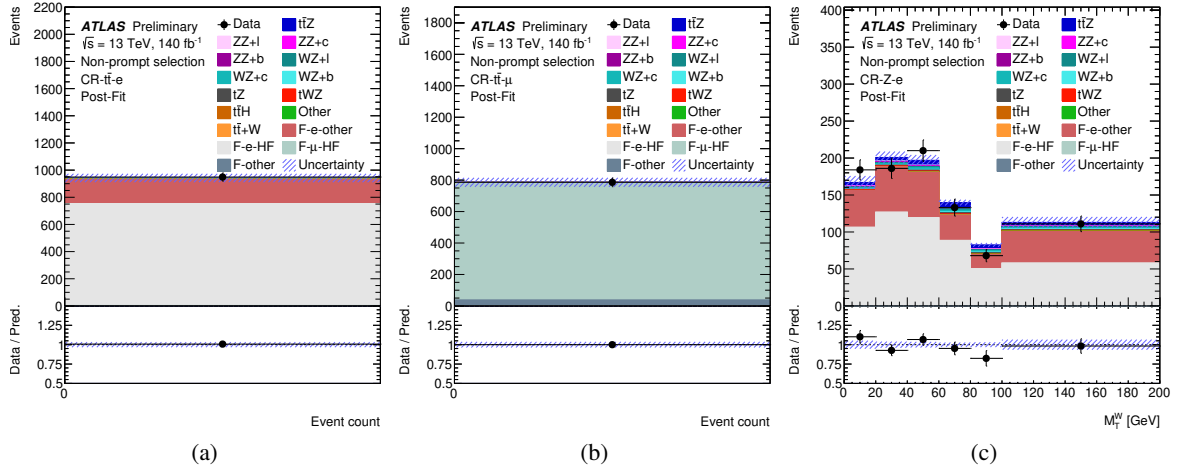 Events
2200
2000
1800
1600
1400
1200
1000
800
600
400
200
0
ATLAS Preliminary
√s = 13 TeV, 140 fb⁻¹
Non-prompt selection
CR-tt̄-e
Post-Fit
Data tt̄Z
ZZ+l ZZ+c
ZZ+b WZ+l
WZ+c WZ+b
tZ tWZ
tt̄H Other
tt̄+W F-e-other
F-e-HF F-μ-HF
F-other Uncertainty
Data / Pred.
1.25
1
0.75
0.5
0
Event count
(a)
Events
1800
1600
1400
1200
1000
800
600
400
200
0
ATLAS Preliminary
√s = 13 TeV, 140 fb⁻¹
Non-prompt selection
CR-tt̄-μ
Post-Fit
Data tt̄Z
ZZ+l ZZ+c
ZZ+b WZ+l
WZ+c WZ+b
tZ tWZ
tt̄H Other
tt̄+W F-e-other
F-e-HF F-μ-HF
F-other Uncertainty
Data / Pred.
1.25
1
0.75
0.5
0
Event count
(b)
Events
400
350
300
250
200
150
100
50
0
ATLAS Preliminary
√s = 13 TeV, 140 fb⁻¹
Non-prompt selection
CR-Z-e
Post-Fit
Data tt̄Z
ZZ+l ZZ+c
ZZ+b WZ+l
WZ+c WZ+b
tZ tWZ
tt̄H Other
tt̄+W F-e-other
F-e-HF F-μ-HF
F-other Uncertainty
Data / Pred.
1.25
1
0.75
0.5
0 20 40 60 80 100 120 140 160 180 200
M_T^W [GeV]
(c)